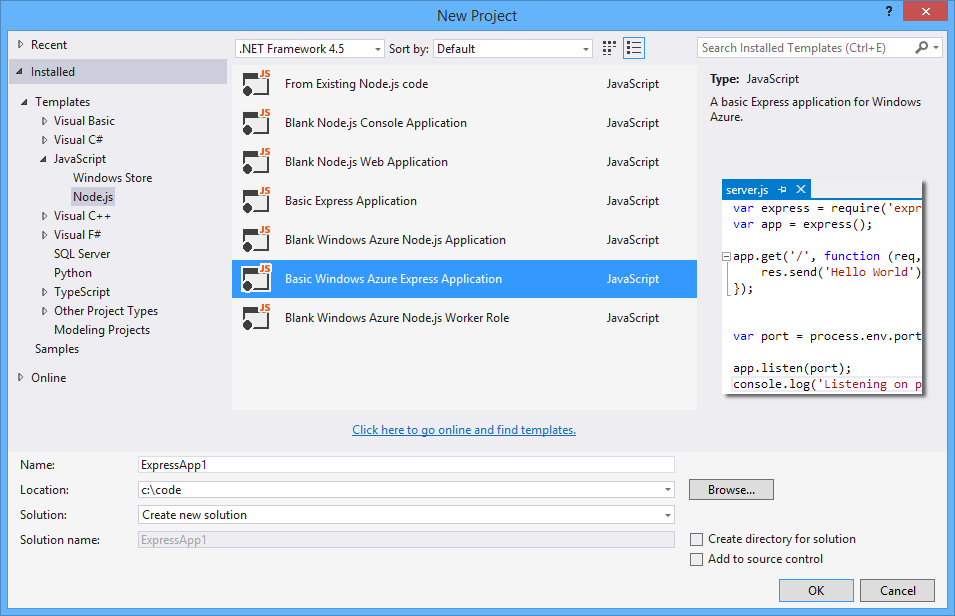 New Project
?
Recent
Installed
Templates
Visual Basic
Visual C#
JavaScript
Windows Store
Node.js
Visual C++
Visual F#
SQL Server
Python
TypeScript
Other Project Types
Modeling Projects
Samples
Online
.NET Framework 4.5 Sort by: Default
JS From Existing Node.js code JavaScript
JS Blank Node.js Console Application JavaScript
JS Blank Node.js Web Application JavaScript
JS Basic Express Application JavaScript
JS Blank Windows Azure Node.js Application JavaScript
JS Basic Windows Azure Express Application JavaScript
JS Blank Windows Azure Node.js Worker Role JavaScript
Click here to go online and find templates.
Search Installed Templates (Ctrl+E)
Type: JavaScript
A basic Express application for Windows
Azure.
server.js
var express = require('expr
var app = express();
app.get('/', function (req,
res.send('Hello World')
});
var port = process.env.port
app.listen(port);
console.log('Listening on p
Name: ExpressApp1
Location: c:\code Browse...
Solution: Create new solution
Solution name: ExpressApp1
Create directory for solution
Add to source control
OK Cancel